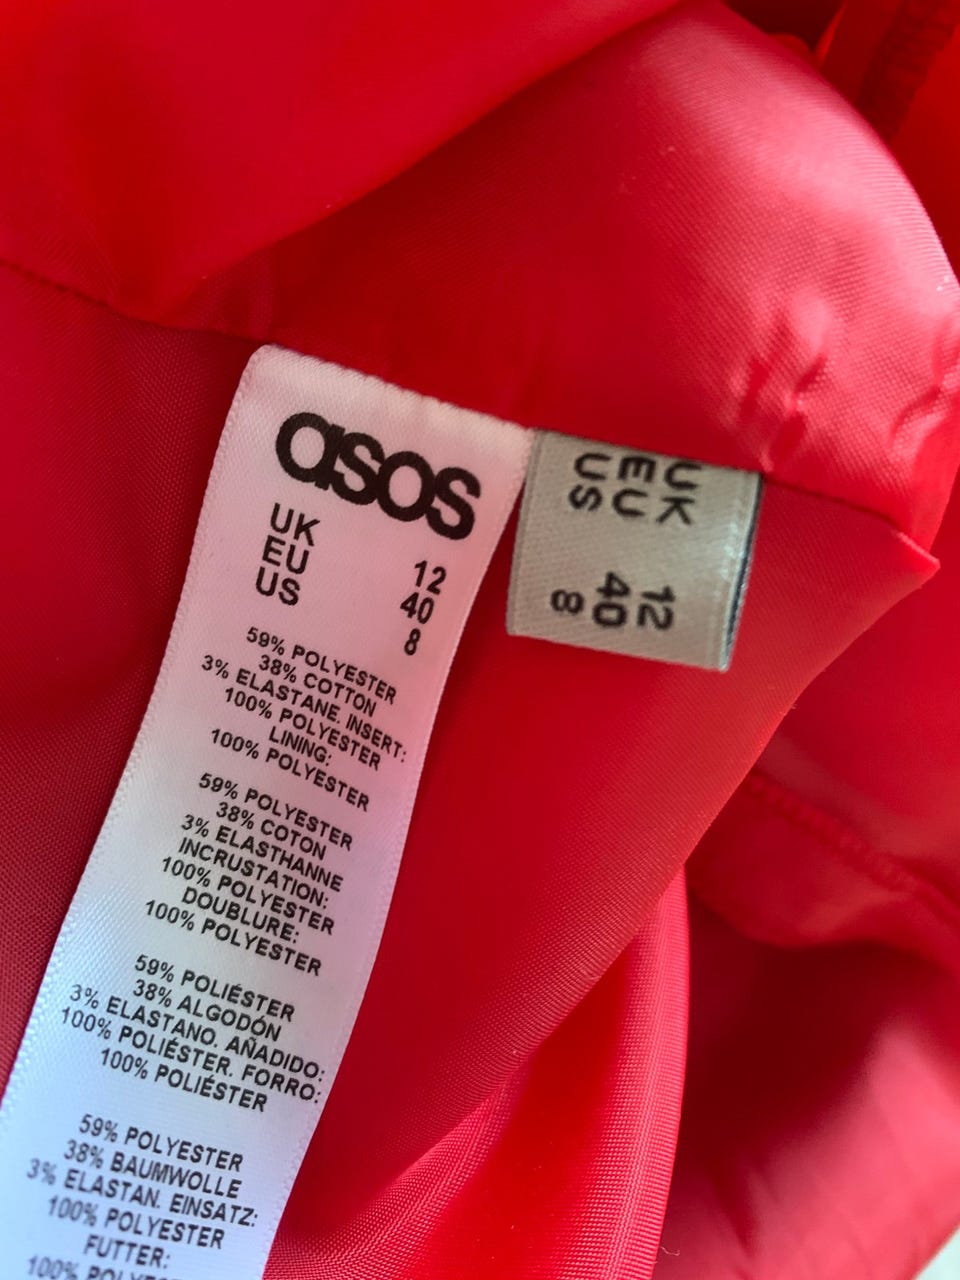 asos
UK 12
EU 40
US 8
59% POLYESTER
38% COTTON
3% ELASTANE. INSERT:
100% POLYESTER
LINING:
100% POLYESTER
59% POLYESTER
38% COTON
3% ELASTHANNE
INCRUSTATION:
100% POLYESTER
DOUBLURE:
100% POLYESTER
59% POLIÉSTER
38% ALGODÓN
3% ELASTANO. AÑADIDO:
100% POLIÉSTER. FORRO:
100% POLIÉSTER
59% POLYESTER
38% BAUMWOLLE
3% ELASTAN. EINSATZ:
100% POLYESTER
FUTTER:
100% POLYESTER
UK 12
EU 40
US 8